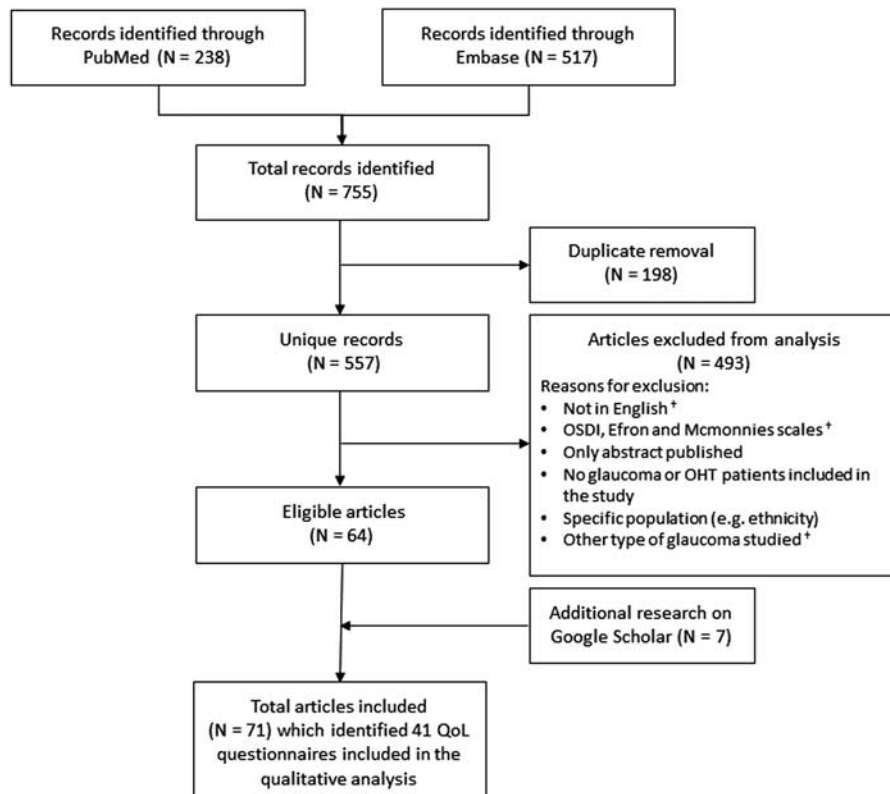 Records identified through
PubMed (N = 238)
Records identified through
Embase (N = 517)
Total records identified
(N = 755)
Duplicate removal
(N = 198)
Unique records
(N = 557)
Articles excluded from analysis
(N = 493)
Reasons for exclusion:
• Not in English †
• OSDI, Efron and Mcmonnies scales †
• Only abstract published
• No glaucoma or OHT patients included in
the study
• Specific population (e.g. ethnicity)
• Other type of glaucoma studied †
Eligible articles
(N = 64)
Additional research on
Google Scholar (N = 7)
Total articles included
(N = 71) which identified 41 QoL
questionnaires included in the
qualitative analysis